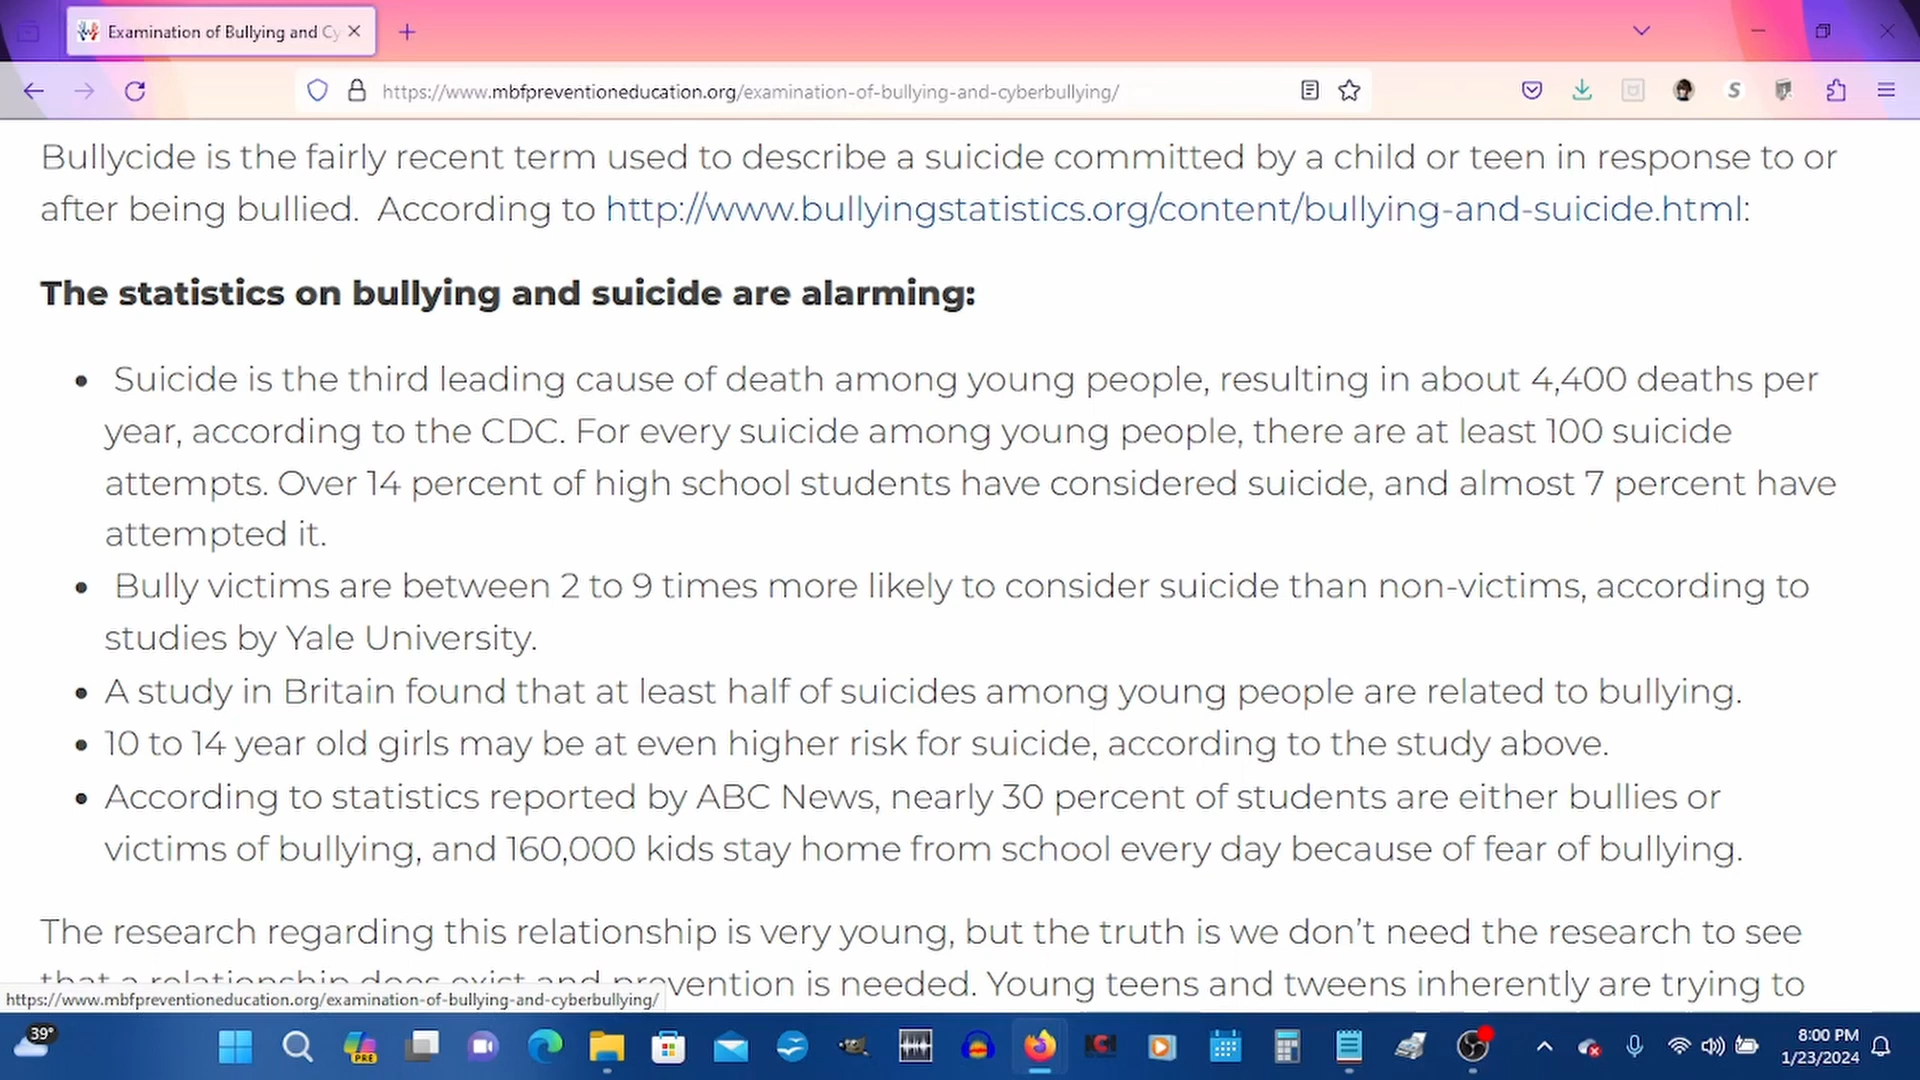 Examination of Bullying and Cy
https://www.mbfpreventioneducation.org/examination-of-bullying-and-cyberbullying/
Bullycide is the fairly recent term used to describe a suicide committed by a child or teen in response to or
after being bullied. According to http://www.bullyingstatistics.org/content/bullying-and-suicide.html:
The statistics on bullying and suicide are alarming:
• Suicide is the third leading cause of death among young people, resulting in about 4,400 deaths per
year, according to the CDC. For every suicide among young people, there are at least 100 suicide
attempts. Over 14 percent of high school students have considered suicide, and almost 7 percent have
attempted it.
• Bully victims are between 2 to 9 times more likely to consider suicide than non-victims, according to
studies by Yale University.
• A study in Britain found that at least half of suicides among young people are related to bullying.
• 10 to 14 year old girls may be at even higher risk for suicide, according to the study above.
• According to statistics reported by ABC News, nearly 30 percent of students are either bullies or
victims of bullying, and 160,000 kids stay home from school every day because of fear of bullying.
The research regarding this relationship is very young, but the truth is we don’t need the research to see
that a relationship does exist and prevention is needed. Young teens and tweens inherently are trying to
https://www.mbfpreventioneducation.org/examination-of-bullying-and-cyberbullying/
39°
PRE
8:00 PM
1/23/2024